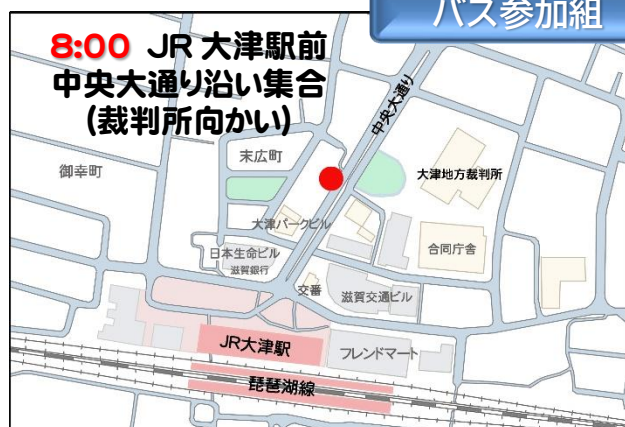 バス参加組
8:00 JR大津駅前
中央大通り沿い集合
(裁判所向かい)
中央大通り
末広町
御幸町
大津地方裁判所
大津パークビル
日本生命ビル
滋賀銀行
合同庁舎
交番
滋賀交通ビル
JR大津駅
フレンドマート
琵琶湖線